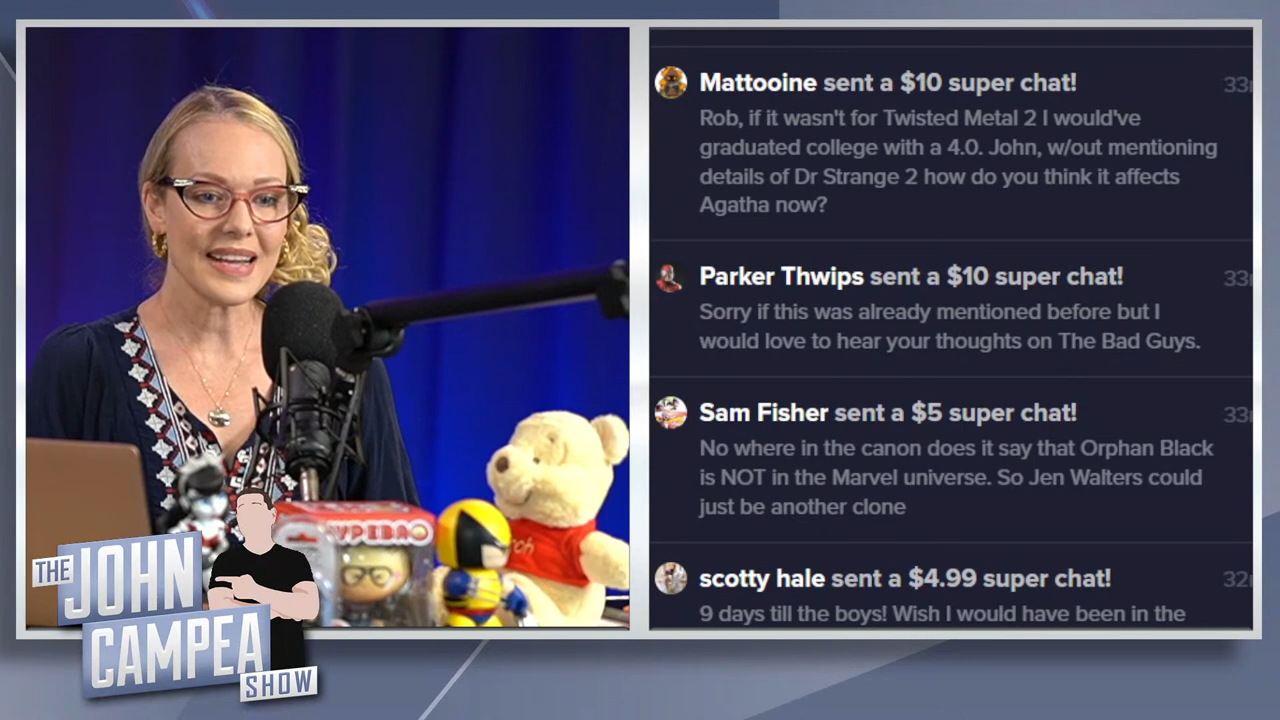 Mattooine sent a $10 super chat!
33
Rob, if it wasn't for Twisted Metal 2 I would've
graduated college with a 4.0. John, w/out mentioning
details of Dr Strange 2 how do you think it affects
Agatha now?
Parker Thwips sent a $10 super chat!
33
Sorry if this was already mentioned before but I
would love to hear your thoughts on The Bad Guys.
Sam Fisher sent a $5 super chat!
33
No where in the canon does it say that Orphan Black
is NOT in the Marvel universe. So Jen Walters could
just be another clone
scotty hale sent a $4.99 super chat!
32
9 days till the boys! Wish I would have been in the
THE
JOHN
CAMPEA
SHOW